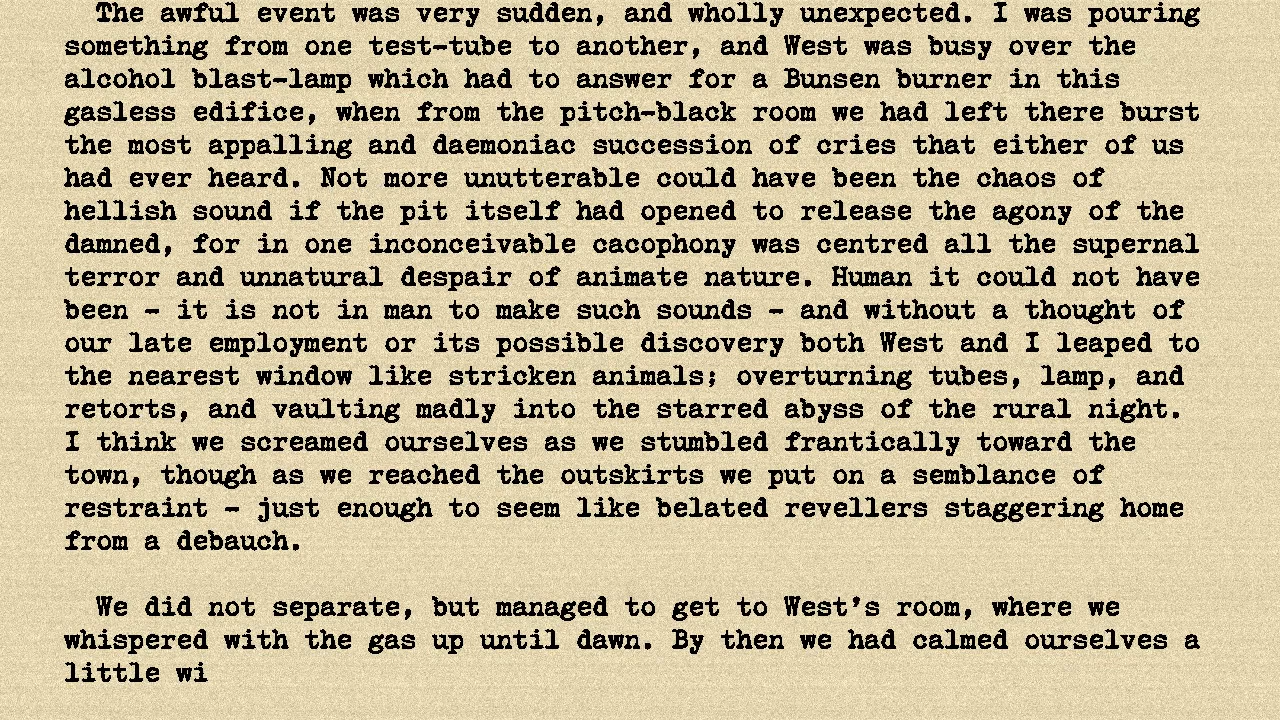 The awful event was very sudden, and wholly unexpected. I was pouring
something from one test-tube to another, and West was busy over the
alcohol blast-lamp which had to answer for a Bunsen burner in this
gasless edifice, when from the pitch-black room we had left there burst
the most appalling and daemoniac succession of cries that either of us
had ever heard. Not more unutterable could have been the chaos of
hellish sound if the pit itself had opened to release the agony of the
damned, for in one inconceivable cacophony was centred all the supernal
terror and unnatural despair of animate nature. Human it could not have
been - it is not in man to make such sounds - and without a thought of
our late employment or its possible discovery both West and I leaped to
the nearest window like stricken animals; overturning tubes, lamp, and
retorts, and vaulting madly into the starred abyss of the rural night.
I think we screamed ourselves as we stumbled frantically toward the
town, though as we reached the outskirts we put on a semblance of
restraint - just enough to seem like belated revellers staggering home
from a debauch.

We did not separate, but managed to get to West's room, where we
whispered with the gas up until dawn. By then we had calmed ourselves a
little wi